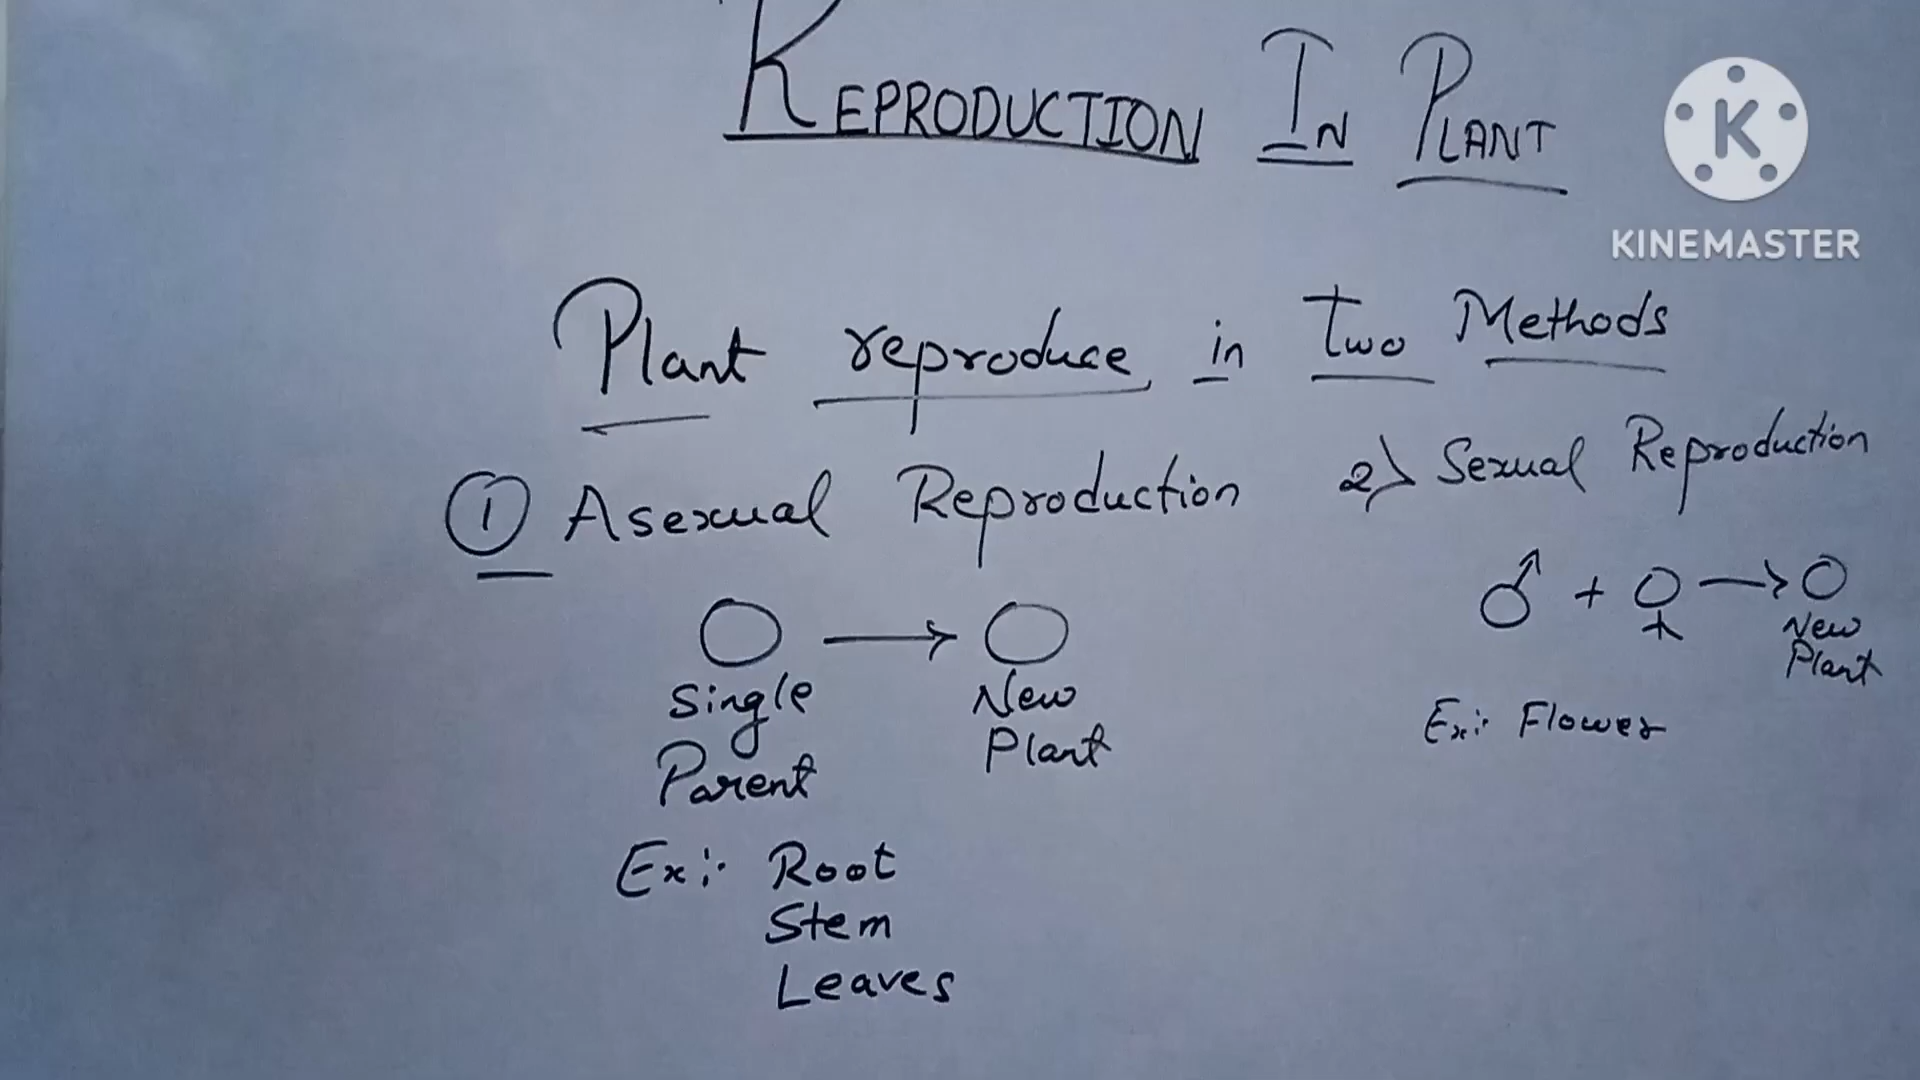 REPRODUCTION IN PLANT
K
KINEMASTER
Plant reproduce in Two Methods
① Asexual Reproduction
Single
Parent
New
Plant
Ex:- Root
Stem
Leaves
2) Sexual Reproduction
♂ + ♀ → O
New
Plant
Ex:- Flower